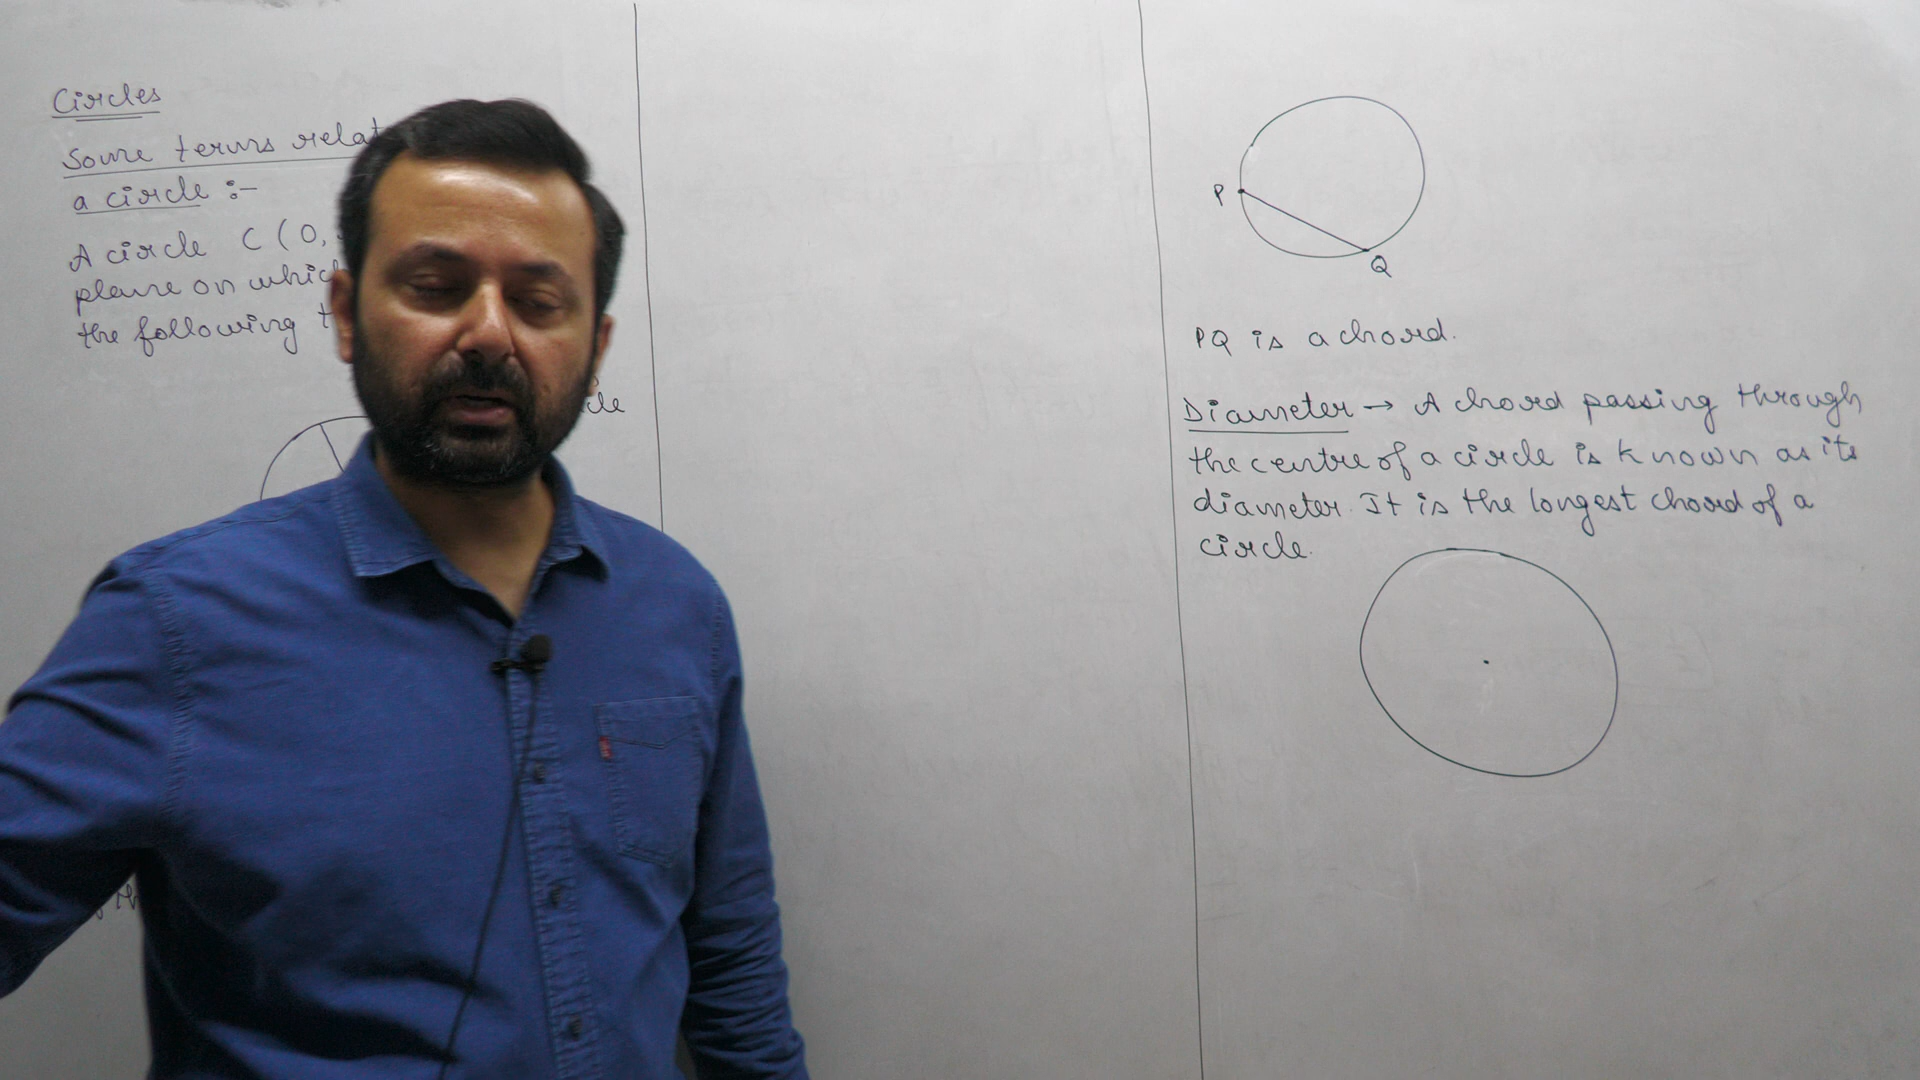 Circles
Some terms relat
a circle :-
A circle C (O,
plane on which
the following t
cle
P
Q
PQ is a chord.
Diameter → A chord passing through
the centre of a circle is known as its
diameter. It is the longest chord of a
circle.